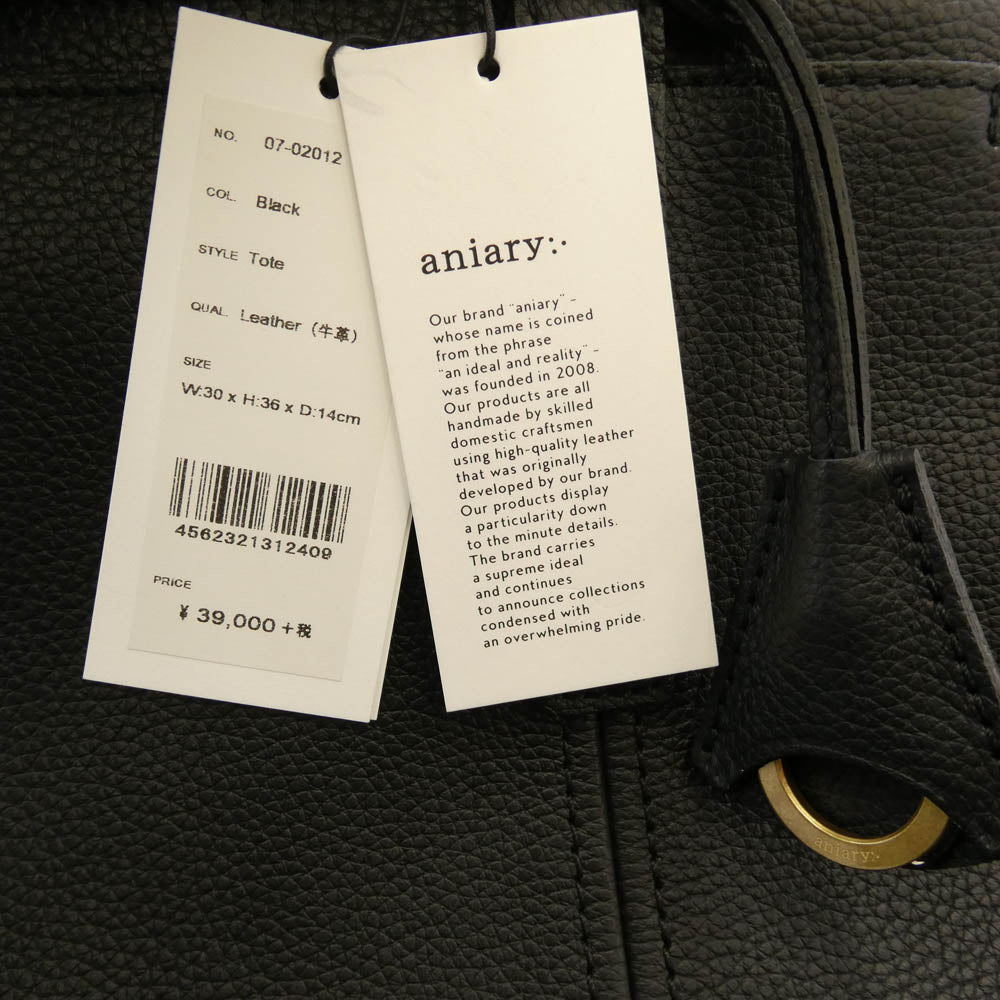 NO. 07-02012
COL. Black
STYLE Tote
QUAL. Leather (牛革)
SIZE
W:30 x H:36 x D:14cm
4562321312409
PRICE
¥ 39,000 +税
aniary:.
Our brand "aniary" –
whose name is coined
from the phrase
"an ideal and reality" –
was founded in 2008.
Our products are all
handmade by skilled
domestic craftsmen
using high-quality leather
that was originally
developed by our brand.
Our products display
a particularity down
to the minute details.
The brand carries
a supreme ideal
and continues
to announce collections
condensed with
an overwhelming pride.
aniary:.